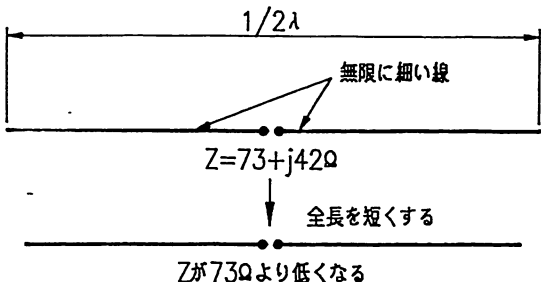 1/2λ
無限に細い線
Z=73+j42Ω
全長を短くする
Zが73Ωより低くなる